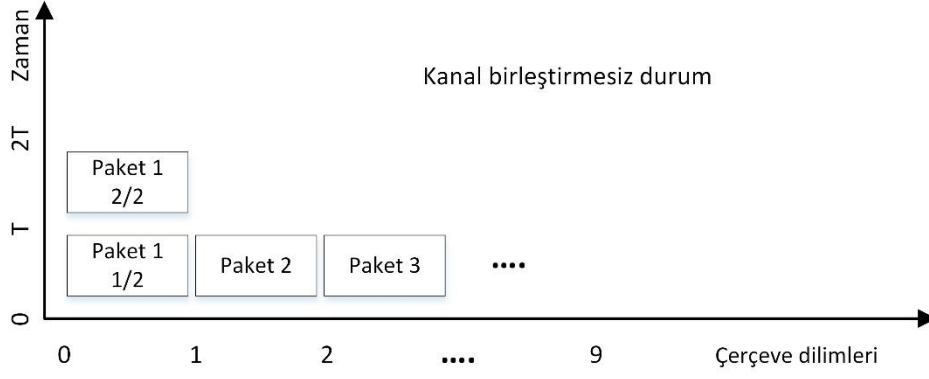 Zaman
Kanal birleştirmesiz durum
2T
Paket 1
2/2
T
Paket 1
1/2
Paket 2
Paket 3
....
0
0 1 2 .... 9 Çerçeve dilimleri